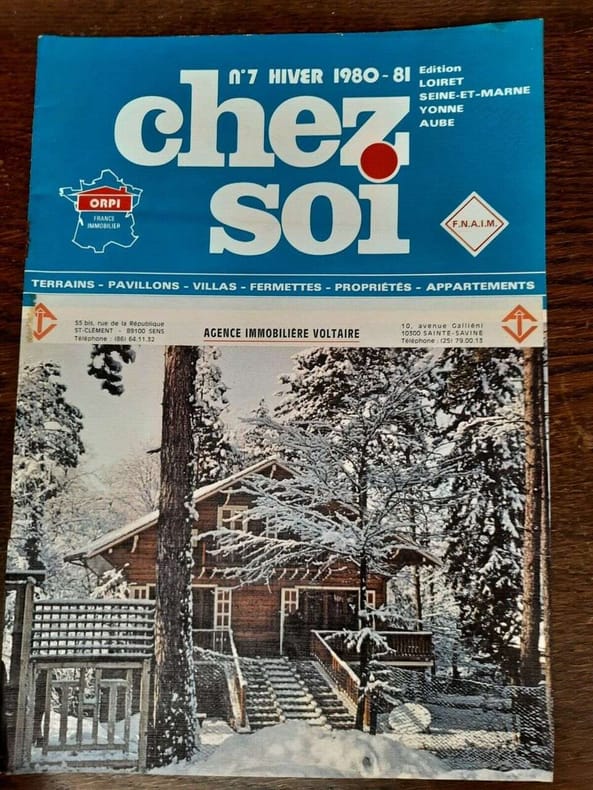 n°7 HIVER 1980-81
Edition
LOIRET
SEINE-ET-MARNE
YONNE
AUBE
chez
soi
ORPI
FRANCE
IMMOBILIER
F.N.A.I.M.
TERRAINS - PAVILLONS - VILLAS - FERMETTES - PROPRIÉTÉS - APPARTEMENTS
55 bis, rue de la République
ST-CLÉMENT - 89100 SENS
Téléphone : (86) 64.51.32
AGENCE IMMOBILIÈRE VOLTAIRE
10, avenue Galliéni
10300 SAINTE-SAVINE
Téléphone : (25) 79.00.13